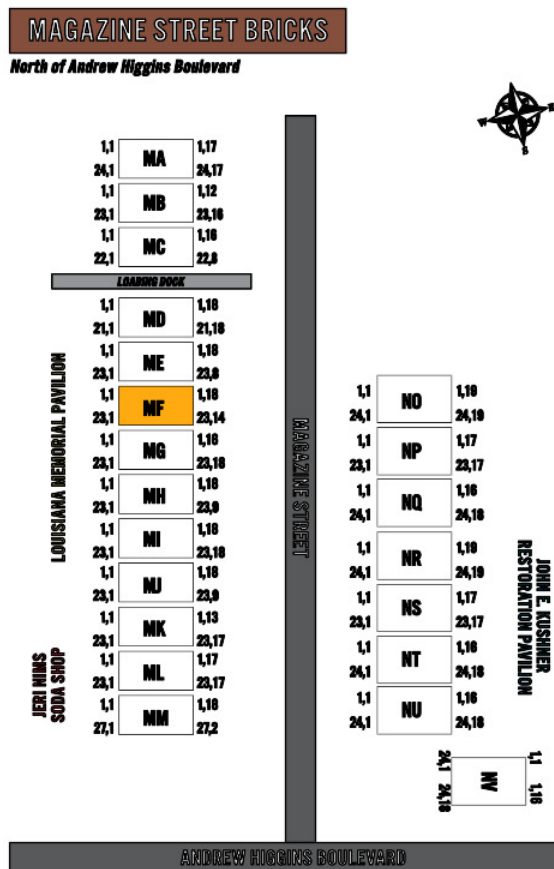 MAGAZINE STREET BRICKS
North of Andrew Higgins Boulevard
N
W
E
S
1,1 MA 1,17
24,1 24,17
1,1 MB 1,12
23,1 23,16
1,1 MC 1,16
22,1 22,8
LOADING DOCK
1,1 MD 1,18
21,1 21,18
1,1 ME 1,18
23,1 23,8
1,1 MF 1,18
23,1 23,14
1,1 MG 1,16
23,1 23,18
1,1 MH 1,18
23,1 23,9
1,1 MI 1,18
23,1 23,18
1,1 MJ 1,18
23,1 23,9
1,1 MK 1,13
23,1 23,17
1,1 ML 1,17
23,1 23,17
1,1 MM 1,18
27,1 27,2
LOUISIANA MEMORIAL PAVILION
JERI NIMS
SODA SHOP
MAGAZINE STREET
1,1 NO 1,19
24,1 24,19
1,1 NP 1,17
23,1 23,17
1,1 NQ 1,16
24,1 24,18
1,1 NR 1,19
24,1 24,19
1,1 NS 1,17
23,1 23,17
1,1 NT 1,16
24,1 24,18
1,1 NU 1,16
24,1 24,18
JOHN E. KUSHNER
RESTORATION PAVILION
1,1 NV 1,16
24,1 24,18
ANDREW HIGGINS BOULEVARD